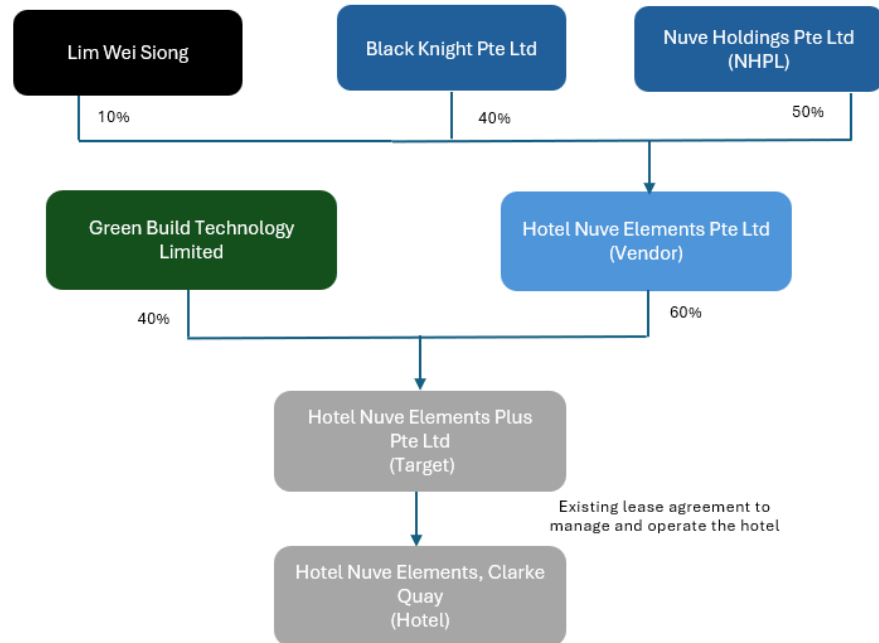 Lim Wei Siong
Black Knight Pte Ltd
Nuve Holdings Pte Ltd
(NHPL)
10%
40%
50%
Green Build Technology
Limited
Hotel Nuve Elements Pte Ltd
(Vendor)
40%
60%
Hotel Nuve Elements Plus
Pte Ltd
(Target)
Existing lease agreement to
manage and operate the hotel
Hotel Nuve Elements, Clarke
Quay
(Hotel)